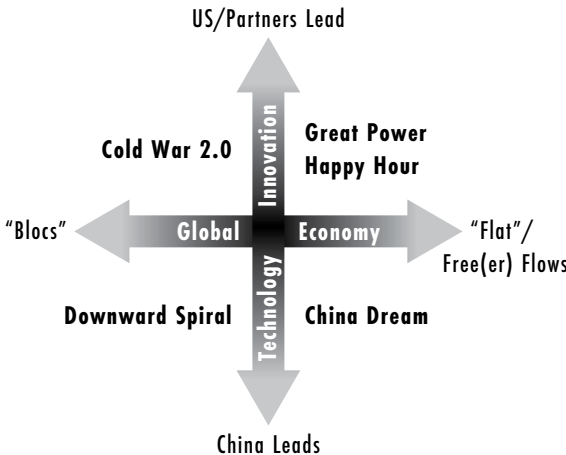 US/Partners Lead
Innovation
Cold War 2.0
Great Power
Happy Hour
“Blocs”
Global
Economy
“Flat”/
Free(er) Flows
Technology
Downward Spiral
China Dream
China Leads